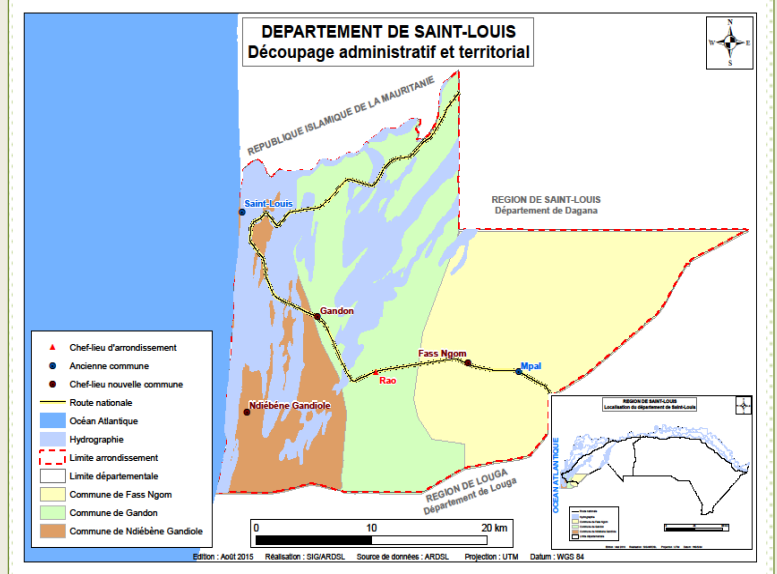 DEPARTEMENT DE SAINT-LOUIS
Découpage administratif et territorial
N
W
E
S
REPUBLIQUE ISLAMIQUE DE LA MAURITANIE
REGION DE SAINT-LOUIS
Département de Dagana
Saint-Louis
Gandon
Fass Ngom
Mpal
Rao
Ndiébéne Gandiole
REGION DE LOUGA
Département de Louga
Chef-lieu d'arrondissement
Ancienne commune
Chef-lieu nouvelle commune
Route nationale
Océan Atlantique
Hydrographie
Limite arrondissement
Limite départementale
Commune de Fass Ngom
Commune de Gandon
Commune de Ndiébéne Gandiole
0 10 20 km
REGION DE SAINT-LOUIS
Localisation du département de Saint-Louis
OCEAN ATLANTIQUE
Edition : Août 2015 Réalisation : SIG/ARDSL Source de données : ARDSL Projection : UTM Datum : WGS 84